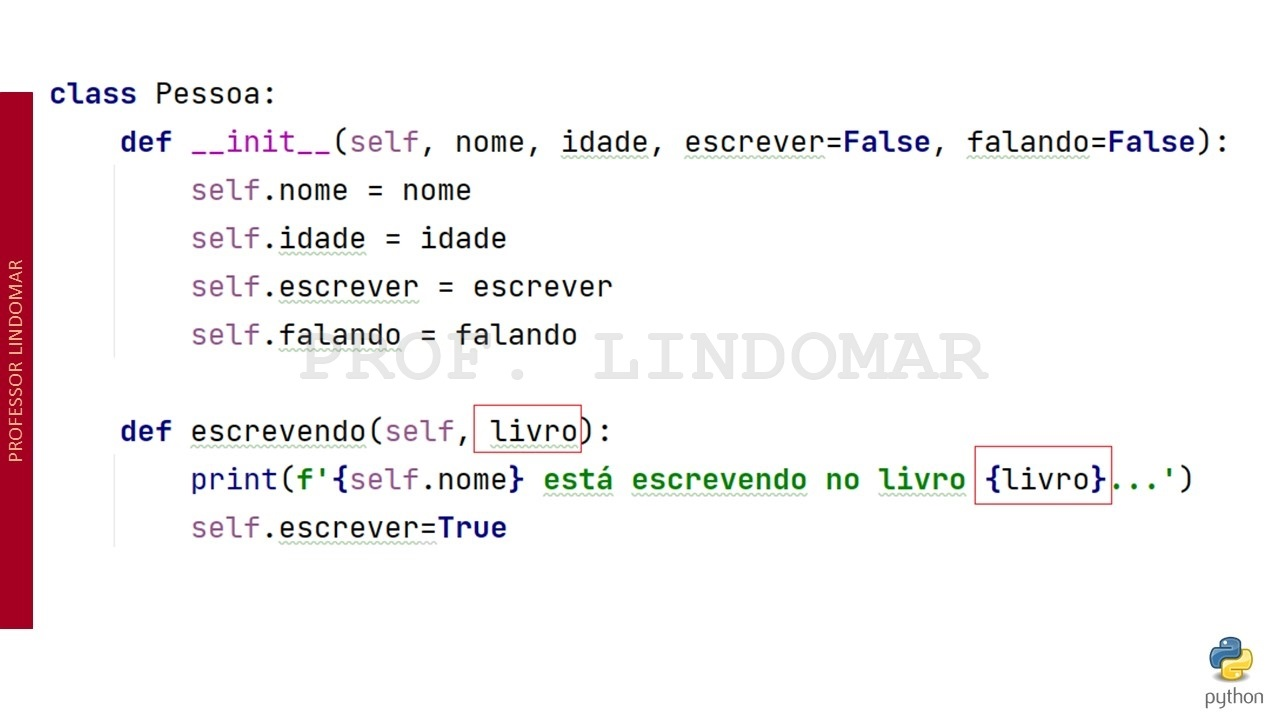 class Pessoa:
def __init__(self, nome, idade, escrever=False, falando=False):
self.nome = nome
self.idade = idade
self.escrever = escrever
self.falando = falando
PROF. LINDOMAR
def escrevendo(self, livro):
print(f'{self.nome} está escrevendo no livro {livro}...')
self.escrever=True
PROFESSOR LINDOMAR
python